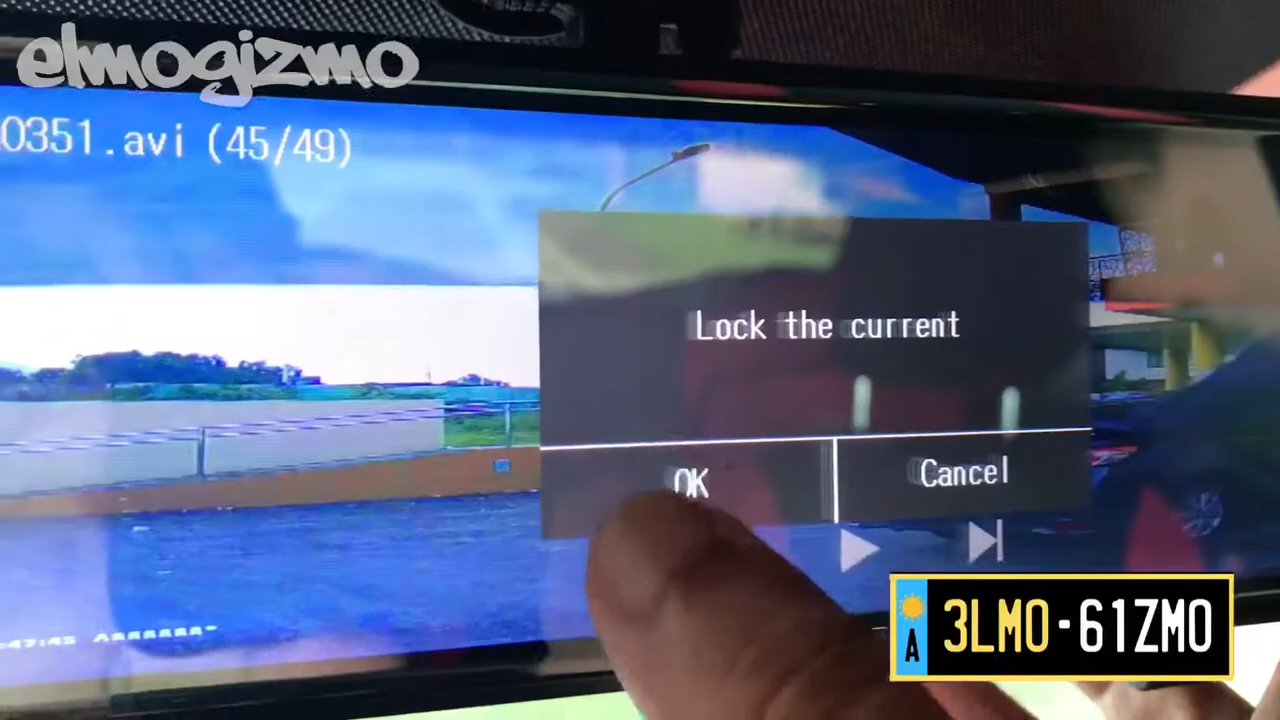 elmogizmo
0351.avi (45/49)
Lock the current
OK
Cancel
A
3LMO·61ZMO